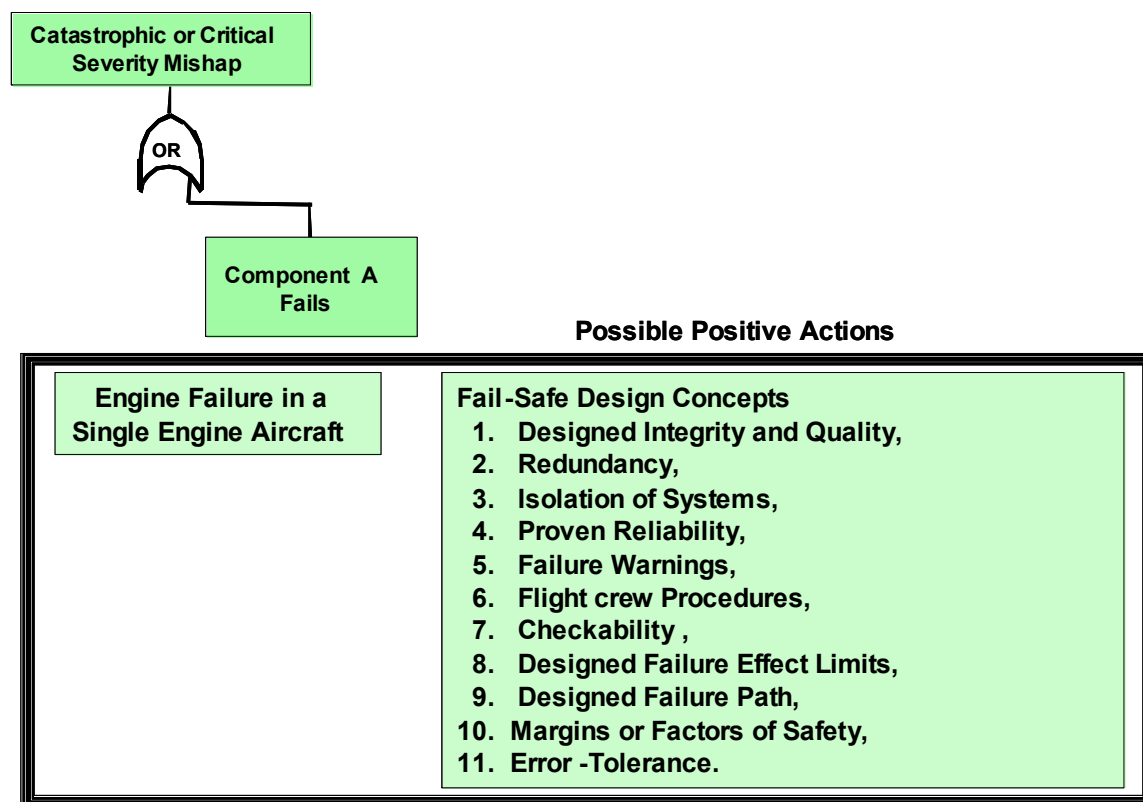 Catastrophic or Critical
Severity Mishap
OR
Component A
Fails
Possible Positive Actions
Engine Failure in a
Single Engine Aircraft
Fail-Safe Design Concepts
1. Designed Integrity and Quality,
2. Redundancy,
3. Isolation of Systems,
4. Proven Reliability,
5. Failure Warnings,
6. Flight crew Procedures,
7. Checkability ,
8. Designed Failure Effect Limits,
9. Designed Failure Path,
10. Margins or Factors of Safety,
11. Error -Tolerance.